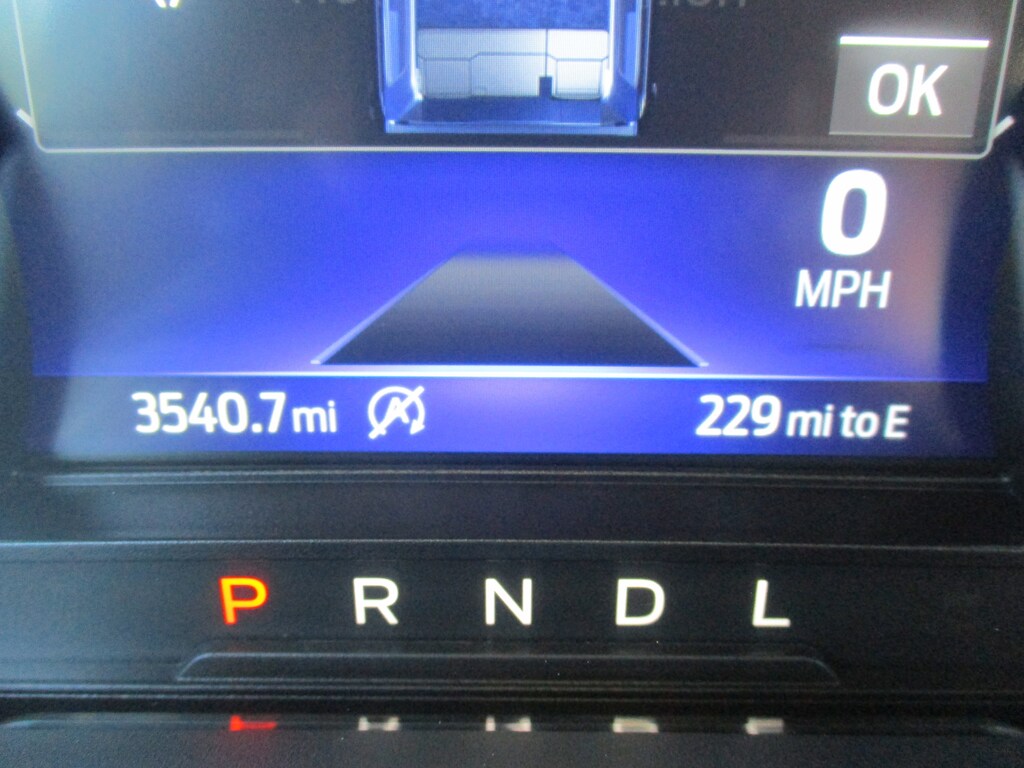 OK
0
MPH
3540.7 mi A 229 mi to E
P R N D L